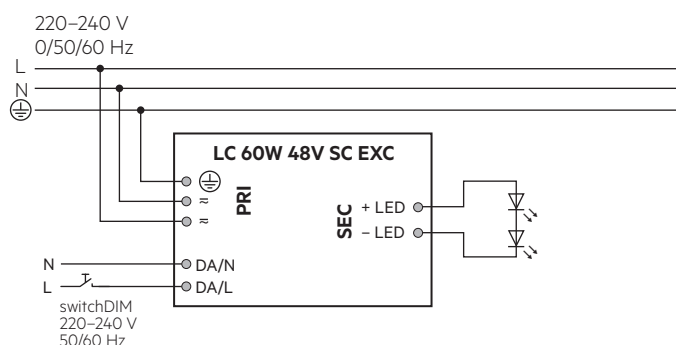 220–240 V
0/50/60 Hz
L
N
LC 60W 48V SC EXC
PRI
≂
≂
SEC
+ LED
– LED
N
DA/N
L
DA/L
switchDIM
220–240 V
50/60 Hz